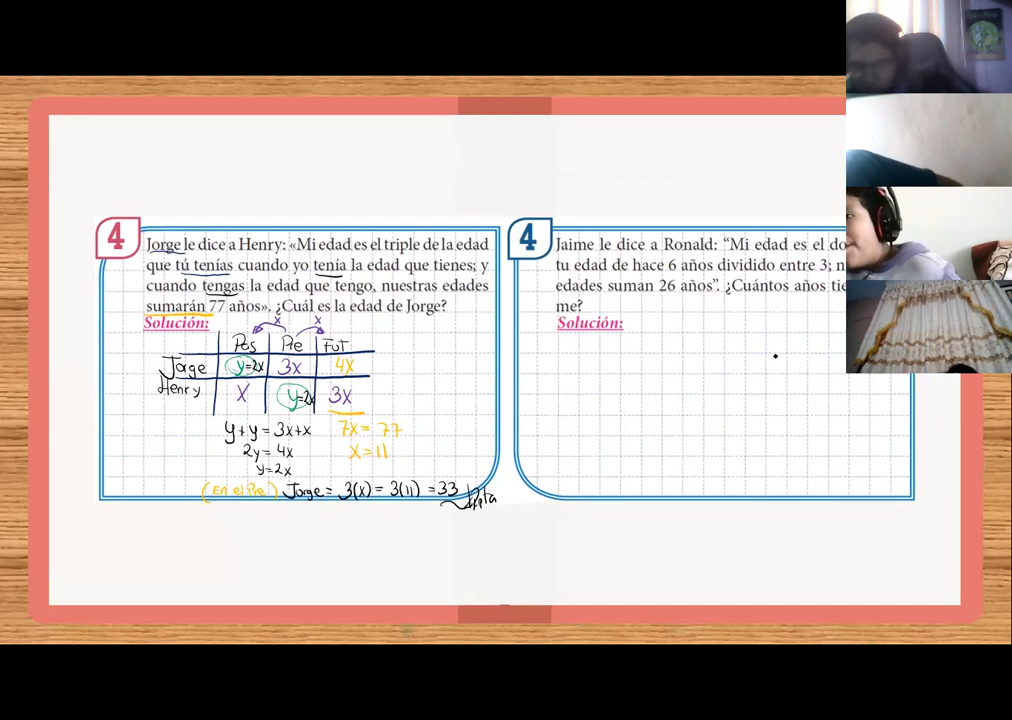 4
Jorge le dice a Henry: «Mi edad es el triple de la edad
que tú tenías cuando yo tenía la edad que tienes; y
cuando tengas la edad que tengo, nuestras edades
sumarán 77 años». ¿Cuál es la edad de Jorge?
Solución:
x x
Pas Pre FUT
Jorge y=2x 3x 4x
Henry x y=2x 3x
y+y = 3x+x 7x = 77
2y = 4x x = 11
y=2x
(En el Pre!) Jorge = 3(x) = 3(11) = 33 Rpta
4
Jaime le dice a Ronald: “Mi edad es el do
tu edad de hace 6 años dividido entre 3; n
edades suman 26 años”. ¿Cuántos años tie
me?
Solución: